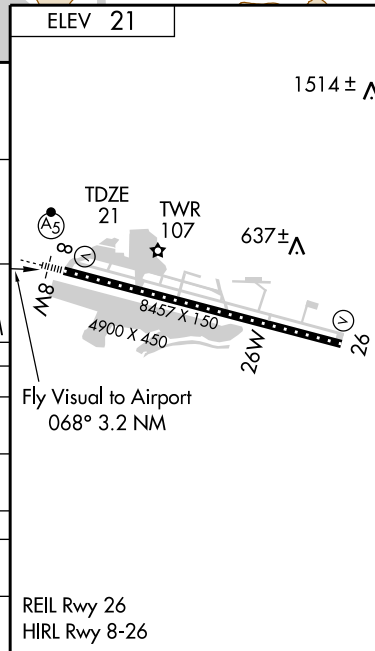 ELEV 21
1514 ±
TDZE
21
TWR
107
637±
A5
V
8
8W
8457 X 150
4900 X 450
26W
V
26
Fly Visual to Airport
068° 3.2 NM
REIL Rwy 26
HIRL Rwy 8-26